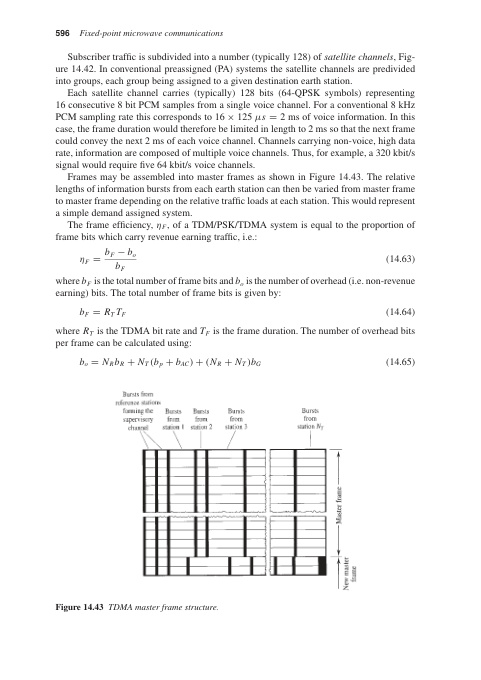 596 Fixed-point microwave communications
Subscriber traffic is subdivided into a number (typically 128) of satellite channels, Fig-
ure 14.42. In conventional preassigned (PA) systems the satellite channels are predivided
into groups, each group being assigned to a given destination earth station.
Each satellite channel carries (typically) 128 bits (64-QPSK symbols) representing
16 consecutive 8 bit PCM samples from a single voice channel. For a conventional 8 kHz
PCM sampling rate this corresponds to 16 × 125 μs = 2 ms of voice information. In this
case, the frame duration would therefore be limited in length to 2 ms so that the next frame
could convey the next 2 ms of each voice channel. Channels carrying non-voice, high data
rate, information are composed of multiple voice channels. Thus, for example, a 320 kbit/s
signal would require five 64 kbit/s voice channels.
Frames may be assembled into master frames as shown in Figure 14.43. The relative
lengths of information bursts from each earth station can then be varied from master frame
to master frame depending on the relative traffic loads at each station. This would represent
a simple demand assigned system.
The frame efficiency, η_F, of a TDM/PSK/TDMA system is equal to the proportion of
frame bits which carry revenue earning traffic, i.e.:
η_F = (b_F − b_o) / b_F (14.63)
where b_F is the total number of frame bits and b_o is the number of overhead (i.e. non-revenue
earning) bits. The total number of frame bits is given by:
b_F = R_T T_F (14.64)
where R_T is the TDMA bit rate and T_F is the frame duration. The number of overhead bits
per frame can be calculated using:
b_o = N_R b_R + N_T (b_p + b_AC) + (N_R + N_T) b_G (14.65)
Bursts from
reference stations
forming the
supervisory
channel
Bursts
from
station 1
Bursts
from
station 2
Bursts
from
station 3
Bursts
from
station N_T
Master frame
New master
frame
Figure 14.43 TDMA master frame structure.